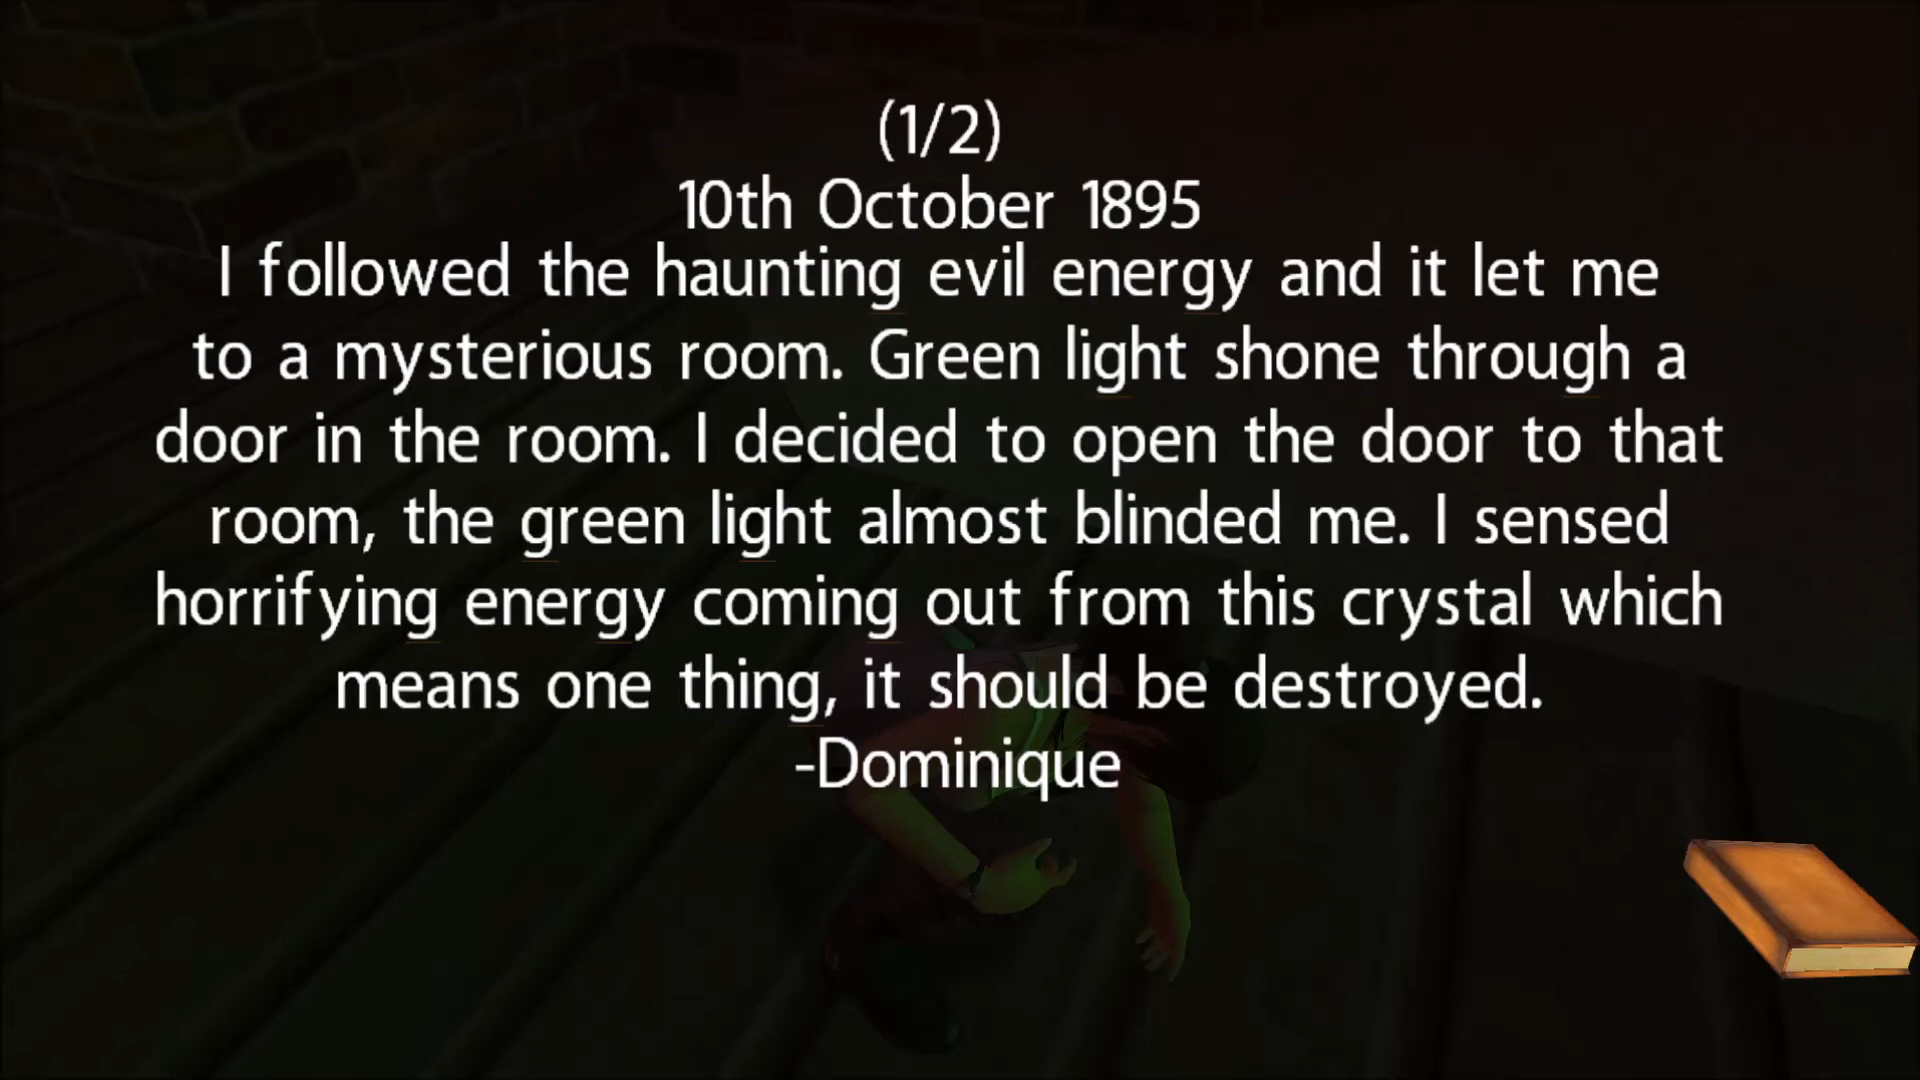 (1/2)
10th October 1895
I followed the haunting evil energy and it let me
to a mysterious room. Green light shone through a
door in the room. I decided to open the door to that
room, the green light almost blinded me. I sensed
horrifying energy coming out from this crystal which
means one thing, it should be destroyed.
-Dominique